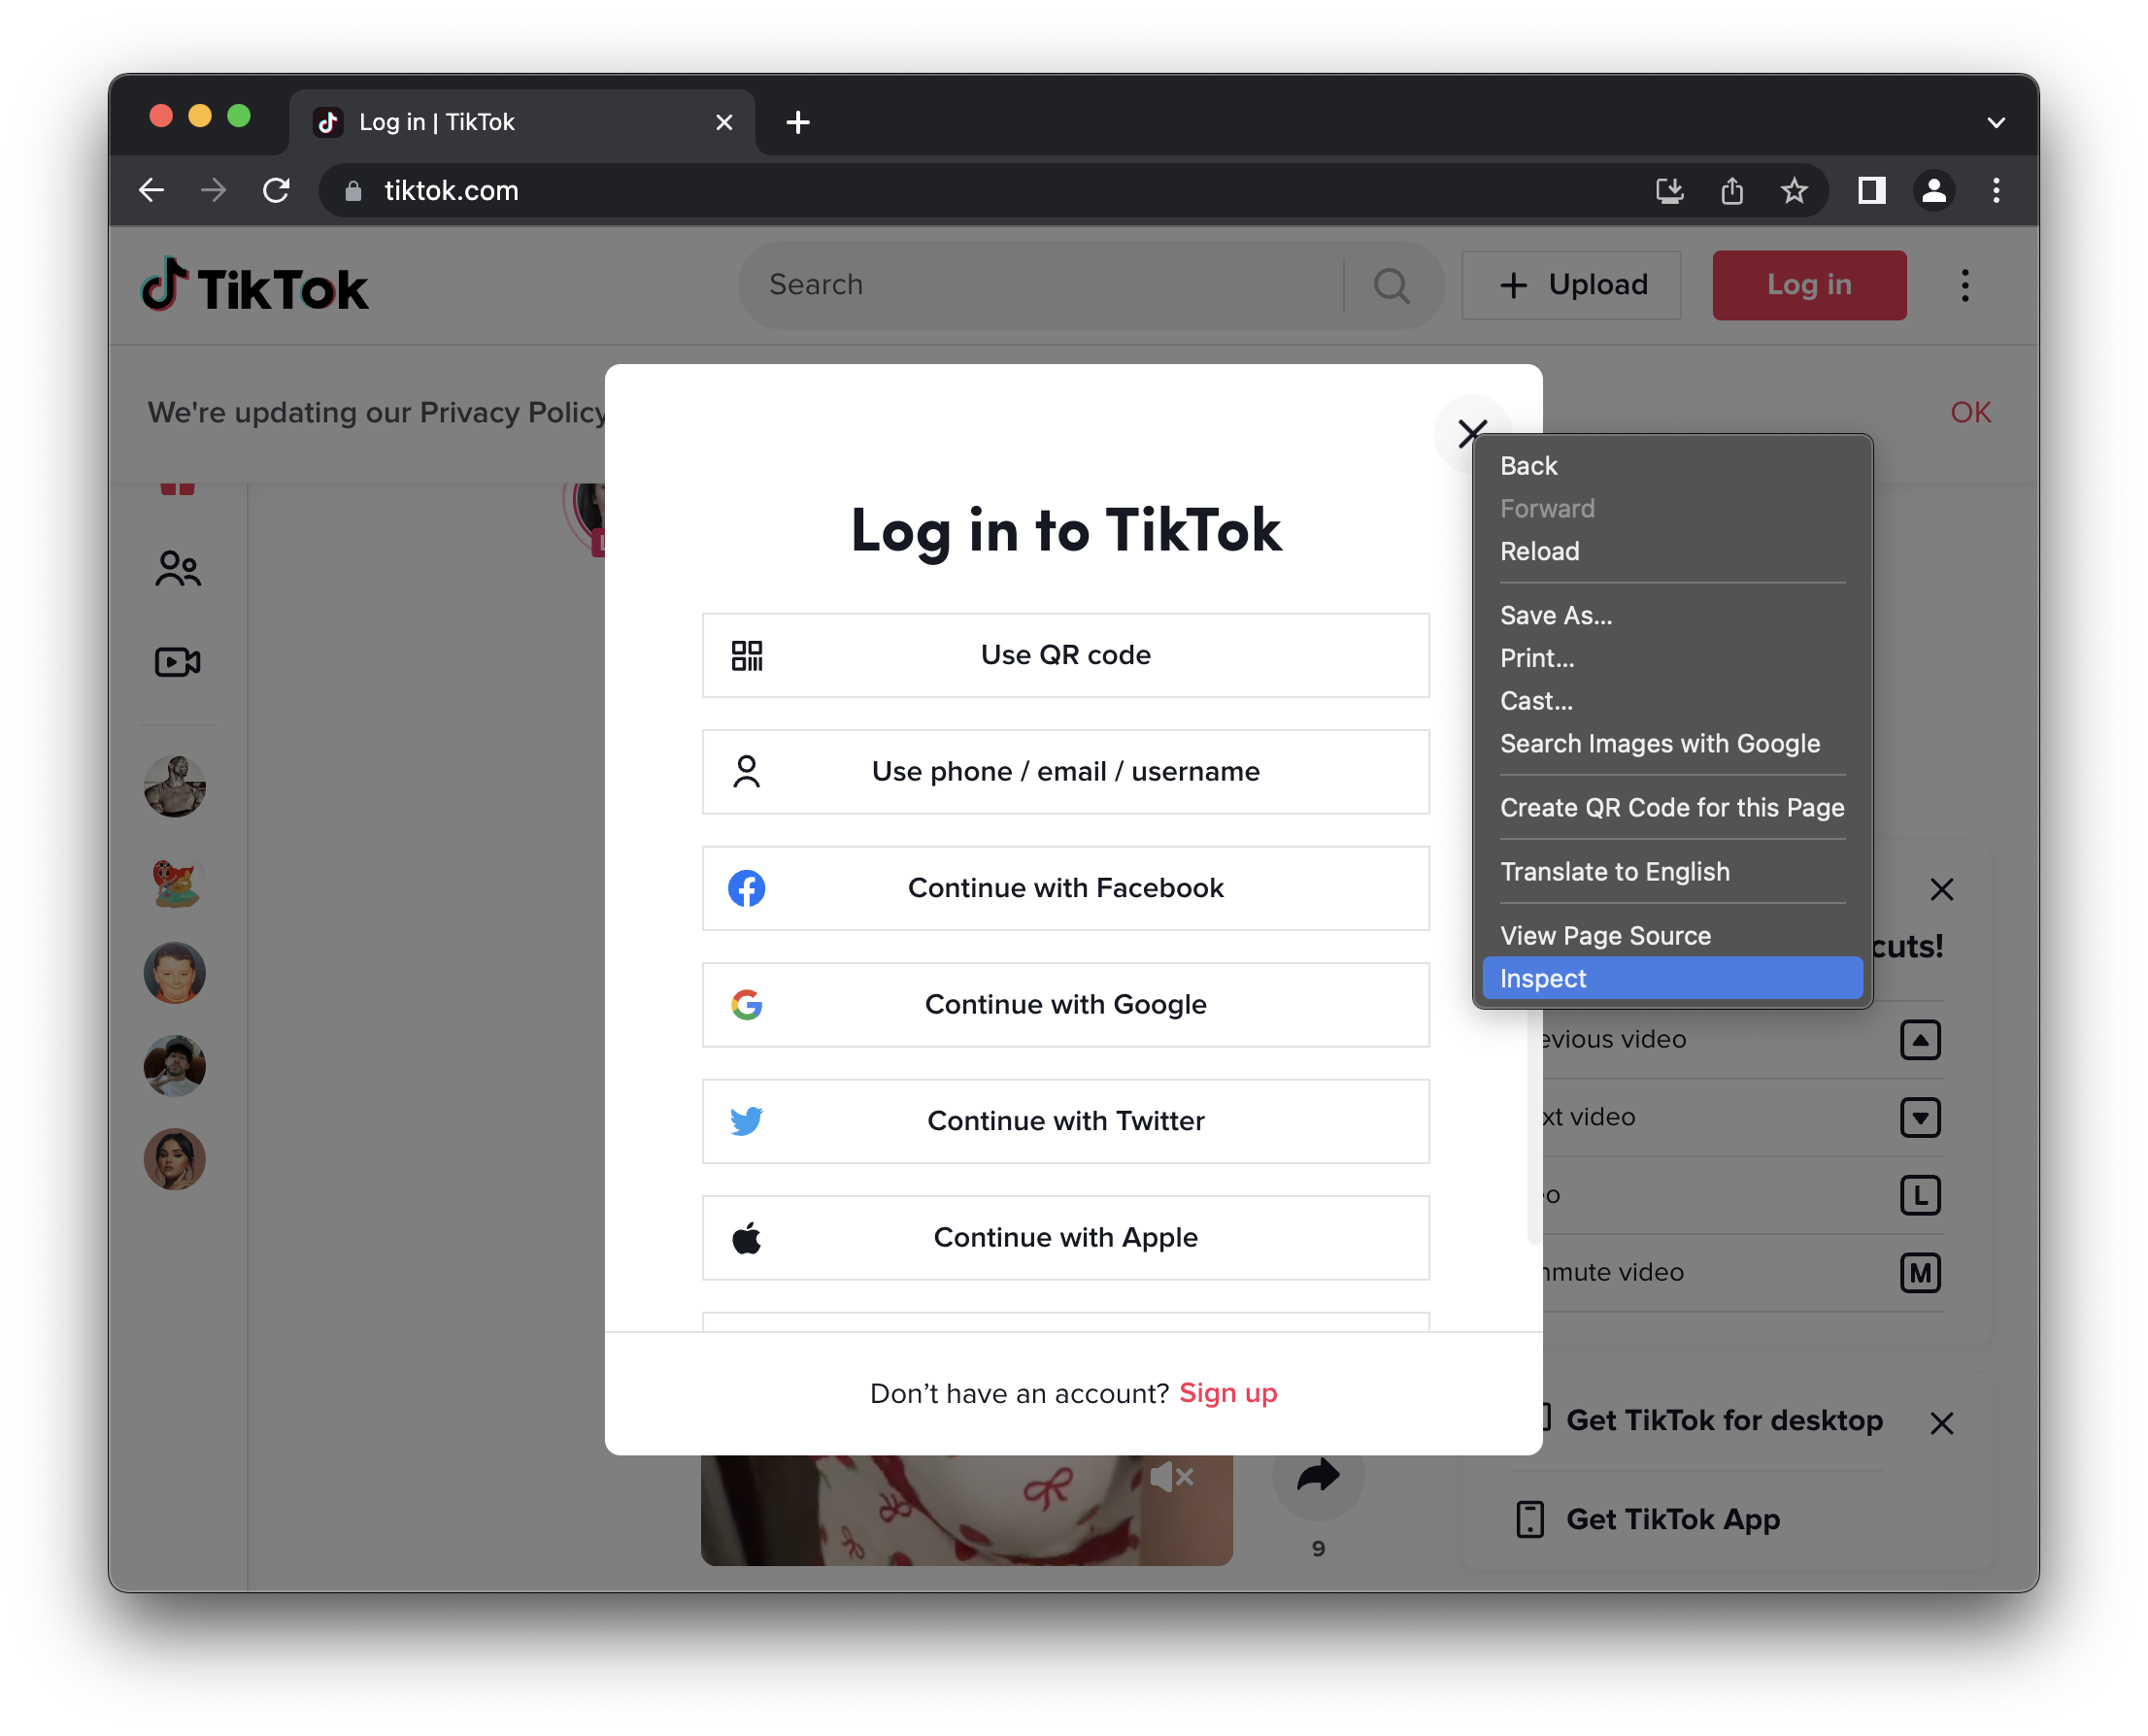 Log in | TikTok
tiktok.com
TikTok
Search
Upload
Log in
We're updating our Privacy Policy
OK
Log in to TikTok
Use QR code
Use phone / email / username
Continue with Facebook
Continue with Google
Continue with Twitter
Continue with Apple
Don’t have an account? Sign up
Back
Forward
Reload
Save As...
Print...
Cast...
Search Images with Google
Create QR Code for this Page
Translate to English
View Page Source
Inspect
cuts!
evious video
xt video
L
M
nmute video
Get TikTok for desktop
Get TikTok App
9